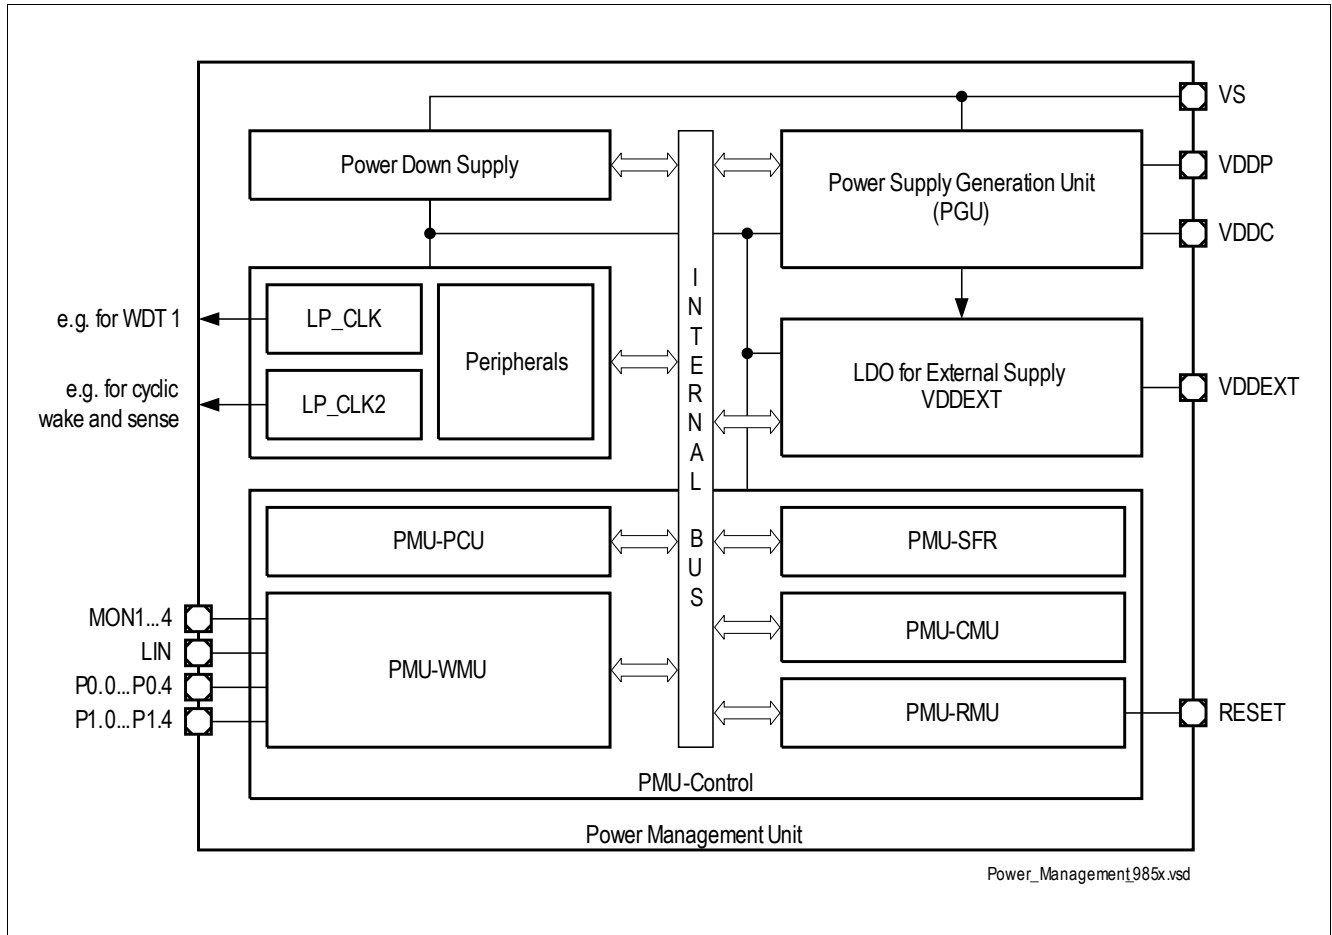 VS
Power Down Supply
Power Supply Generation Unit
(PGU)
VDDP
VDDC
e.g. for WDT 1
LP_CLK
Peripherals
e.g. for cyclic
wake and sense
LP_CLK2
INTERNAL BUS
LDO for External Supply
VDDEXT
VDDEXT
PMU-PCU
PMU-SFR
MON1...4
LIN
P0.0...P0.4
P1.0...P1.4
PMU-WMU
PMU-CMU
PMU-RMU
RESET
PMU-Control
Power Management Unit
Power_Management_985x.vsd